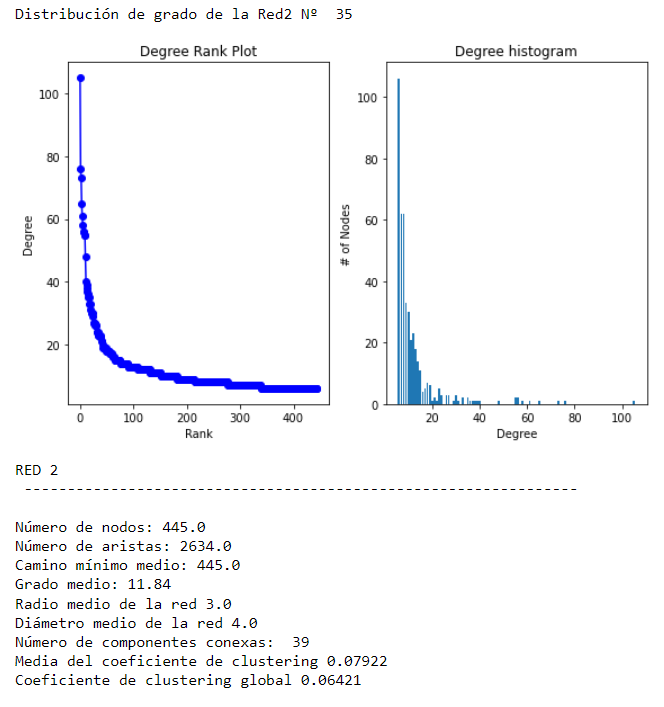 Distribución de grado de la Red2 Nº  35
Degree Rank Plot
100
80
60
40
20
Degree
0
100
200
300
400
Rank
Degree histogram
100
80
60
40
20
0
# of Nodes
20
40
60
80
100
Degree
RED 2
----------------------------------------------------------------
Número de nodos: 445.0
Número de aristas: 2634.0
Camino mínimo medio: 445.0
Grado medio: 11.84
Radio medio de la red 3.0
Diámetro medio de la red 4.0
Número de componentes conexas:  39
Media del coeficiente de clustering 0.07922
Coeficiente de clustering global 0.06421